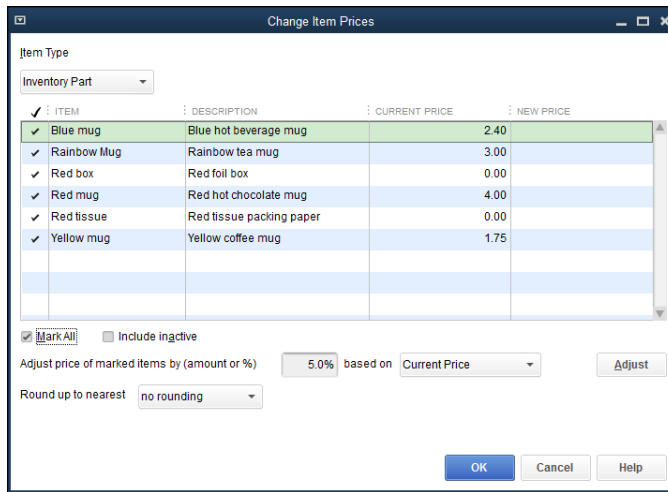 Change Item Prices
Item Type
Inventory Part
ITEM DESCRIPTION CURRENT PRICE NEW PRICE
Blue mug Blue hot beverage mug 2.40
Rainbow Mug Rainbow tea mug 3.00
Red box Red foil box 0.00
Red mug Red hot chocolate mug 4.00
Red tissue Red tissue packing paper 0.00
Yellow mug Yellow coffee mug 1.75
Mark All Include inactive
Adjust price of marked items by (amount or %) 5.0% based on Current Price Adjust
Round up to nearest no rounding
OK Cancel Help